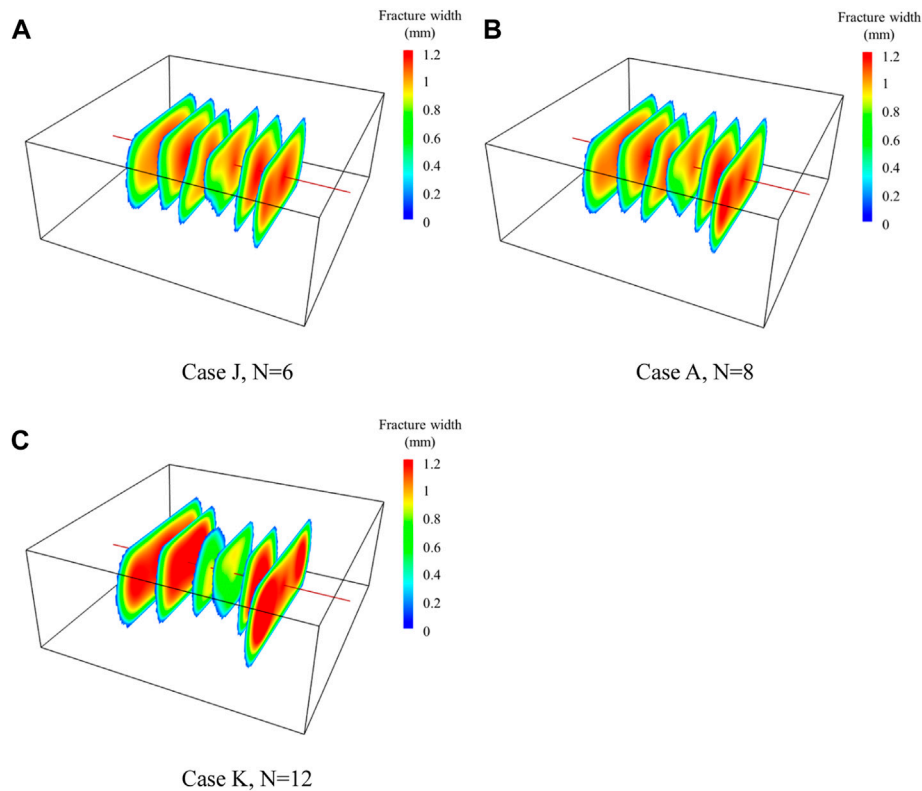 A
Fracture width
(mm)
1.2
1
0.8
0.6
0.4
0.2
0
Case J, N=6
B
Fracture width
(mm)
1.2
1
0.8
0.6
0.4
0.2
0
Case A, N=8
C
Fracture width
(mm)
1.2
1
0.8
0.6
0.4
0.2
0
Case K, N=12